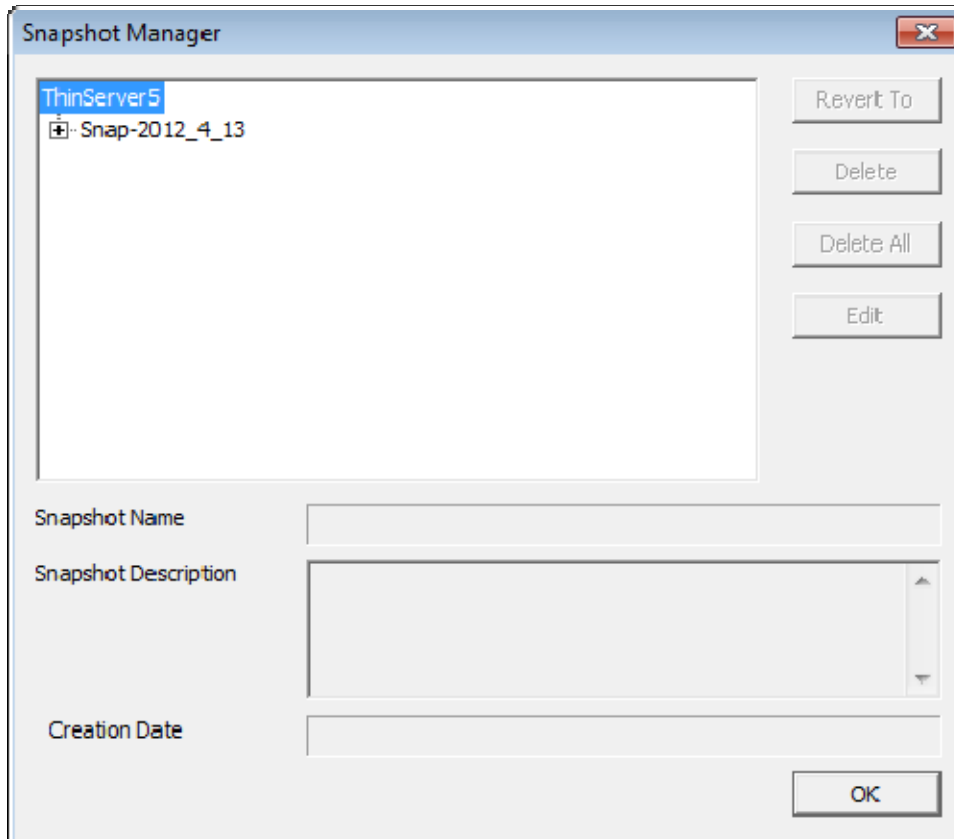 Snapshot Manager
ThinServer5
Snap-2012_4_13
Revert To
Delete
Delete All
Edit
Snapshot Name
Snapshot Description
Creation Date
OK